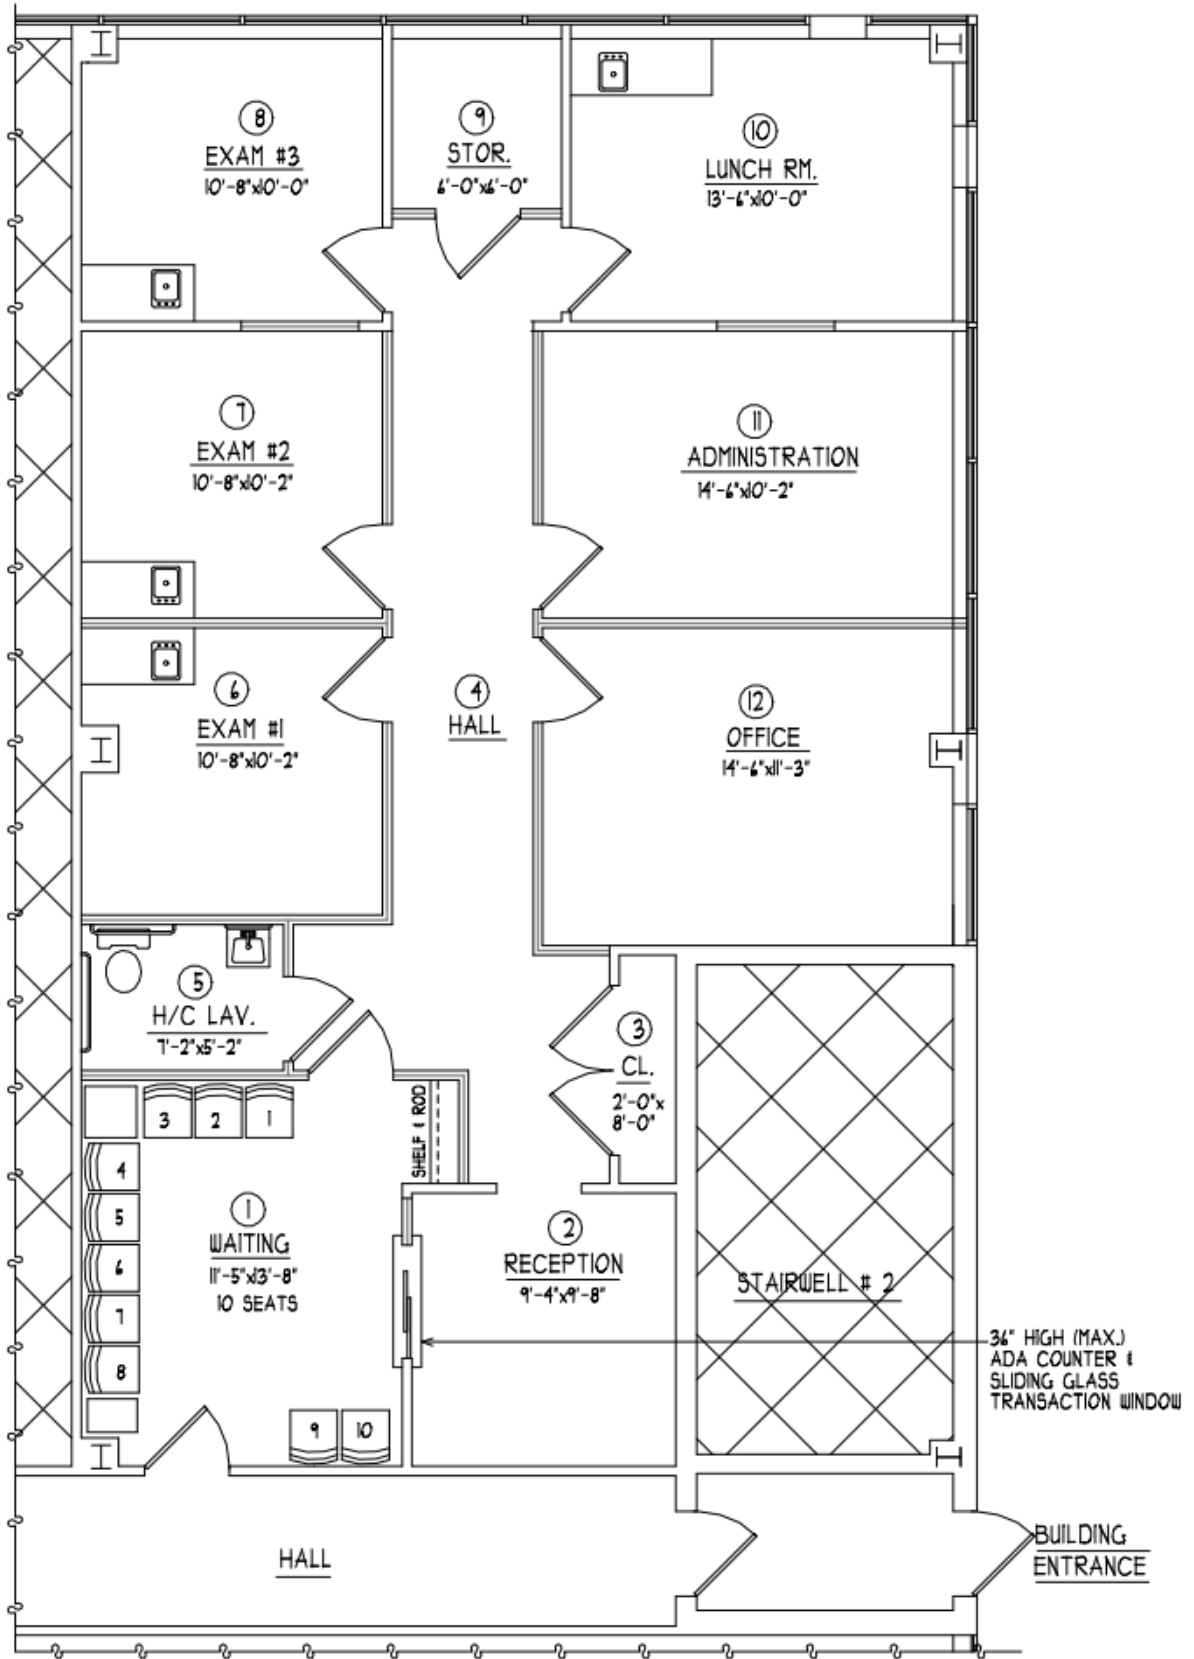 8
EXAM #3
10'-8"x10'-0"
9
STOR.
6'-0"x6'-0"
10
LUNCH RM.
13'-6"x10'-0"
7
EXAM #2
10'-8"x10'-2"
11
ADMINISTRATION
14'-6"x10'-2"
6
EXAM #1
10'-8"x10'-2"
4
HALL
12
OFFICE
14'-6"x11'-3"
5
H/C LAV.
7'-2"x5'-2"
3
CL.
2'-0"x
8'-0"
3
2
1
SHELF & ROD
4
5
6
7
8
1
WAITING
11'-5"x13'-8"
10 SEATS
2
RECEPTION
9'-4"x9'-8"
STAIRWELL # 2
36" HIGH (MAX.)
ADA COUNTER &
SLIDING GLASS
TRANSACTION WINDOW
9
10
HALL
BUILDING
ENTRANCE